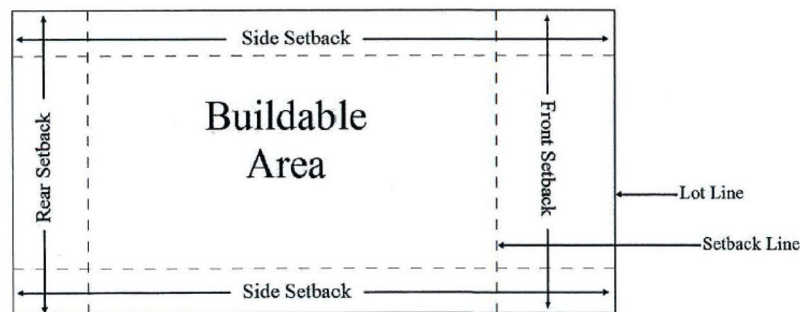 Side Setback
Buildable
Area
Rear Setback
Front Setback
Lot Line
Setback Line
Side Setback